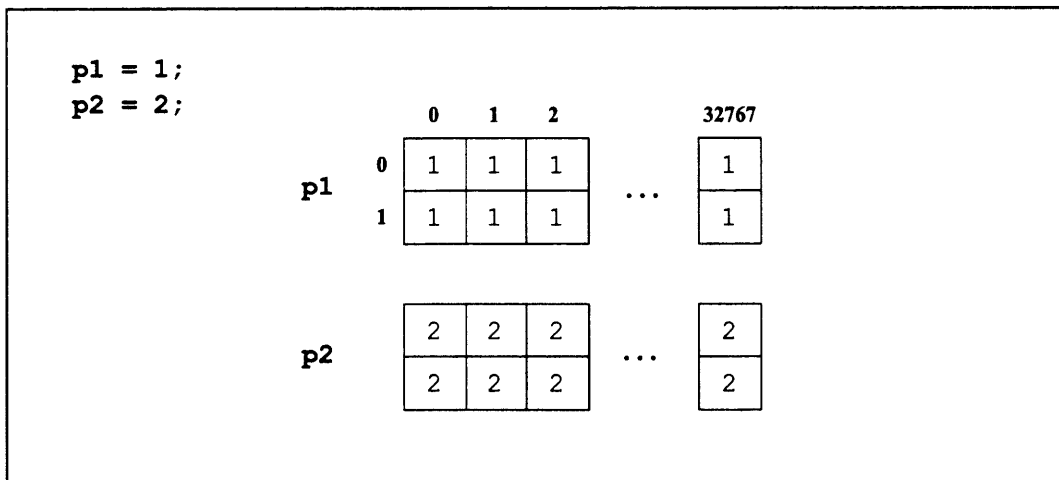 p1 = 1;
p2 = 2;
0 1 2 32767
0 1 1 1 1
p1 ...
1 1 1 1 1
2 2 2 2
p2 ...
2 2 2 2